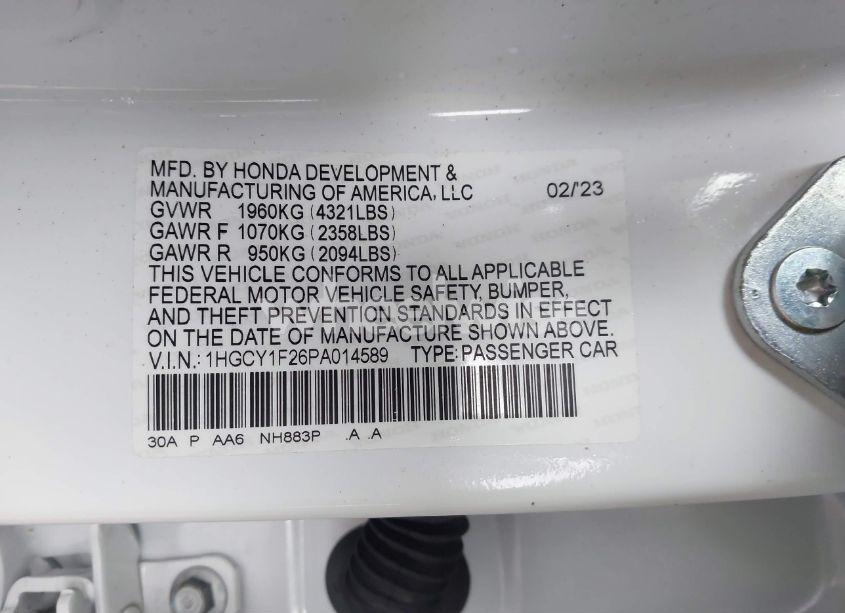 MFD. BY HONDA DEVELOPMENT &
MANUFACTURING OF AMERICA, LLC 02/'23
GVWR 1960KG (4321LBS)
GAWR F 1070KG (2358LBS)
GAWR R 950KG (2094LBS)
THIS VEHICLE CONFORMS TO ALL APPLICABLE
FEDERAL MOTOR VEHICLE SAFETY, BUMPER,
AND THEFT PREVENTION STANDARDS IN EFFECT
ON THE DATE OF MANUFACTURE SHOWN ABOVE.
V.I.N.: 1HGCY1F26PA014589 TYPE: PASSENGER CAR
30A P AA6 NH883P .A .A